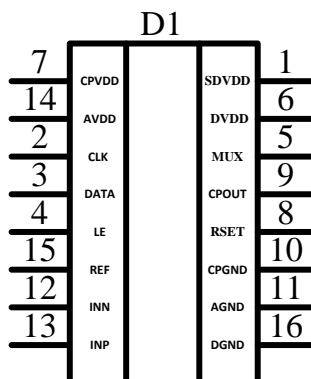 D1
7 CPVDD SDVDD 1
14 AVDD DVDD 6
2 CLK MUX 5
3 DATA CPOUT 9
4 LE RSET 8
15 REF CPGND 10
12 INN AGND 11
13 INP DGND 16